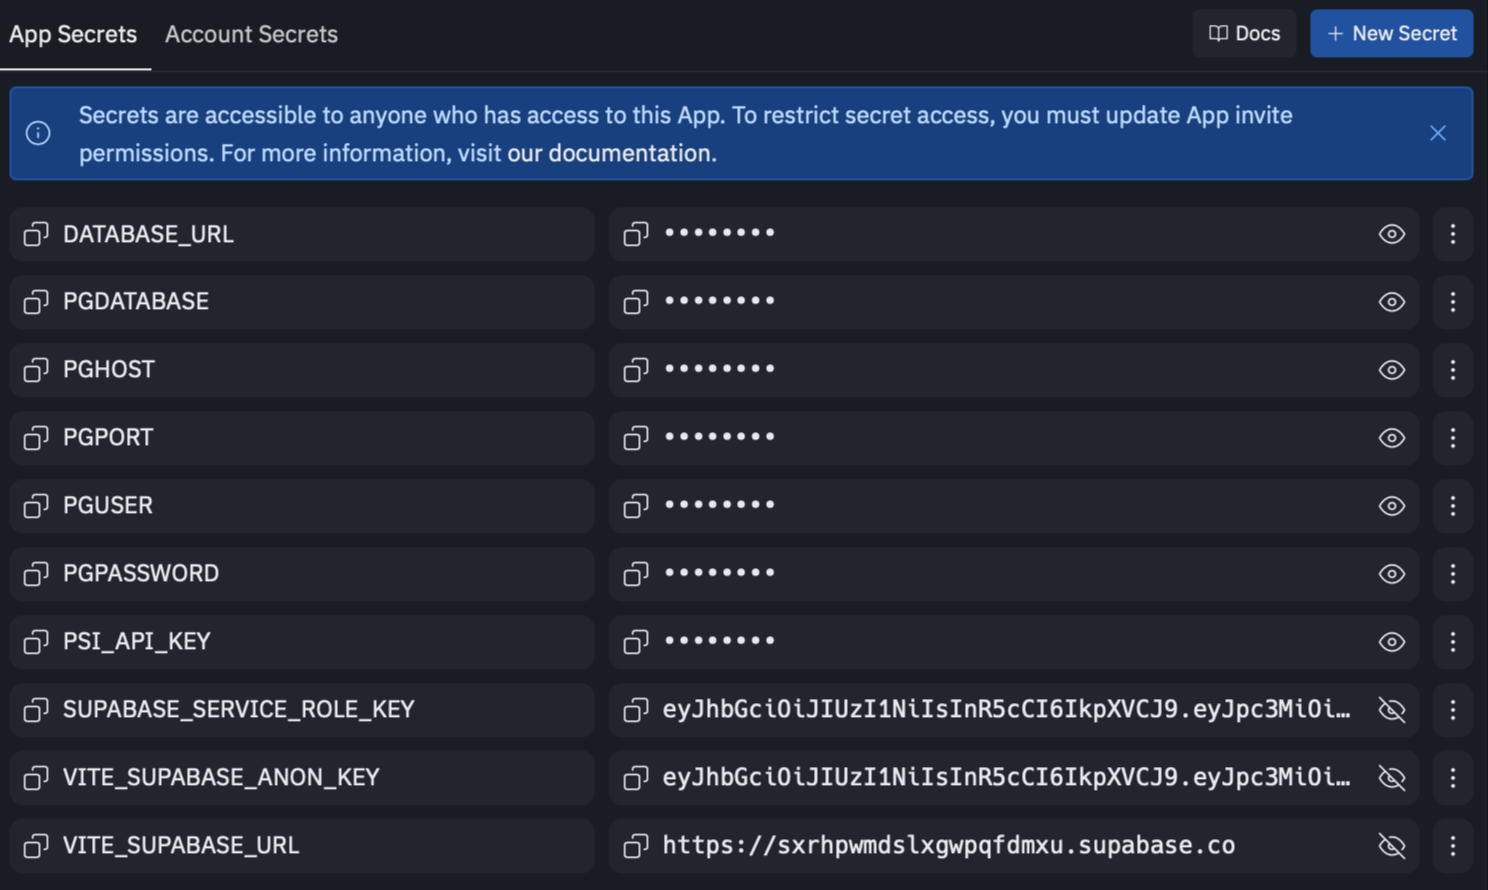 App Secrets Account Secrets Docs + New Secret
Secrets are accessible to anyone who has access to this App. To restrict secret access, you must update App invite
permissions. For more information, visit our documentation.
DATABASE_URL ••••••••
PGDATABASE ••••••••
PGHOST ••••••••
PGPORT ••••••••
PGUSER ••••••••
PGPASSWORD ••••••••
PSI_API_KEY ••••••••
SUPABASE_SERVICE_ROLE_KEY eyJhbGciOiJIUzI1NiIsInR5cCI6IkpXVCJ9.eyJpc3MiOi…
VITE_SUPABASE_ANON_KEY eyJhbGciOiJIUzI1NiIsInR5cCI6IkpXVCJ9.eyJpc3MiOi…
VITE_SUPABASE_URL https://sxrhpwmdslxgwpqfdmxu.supabase.co